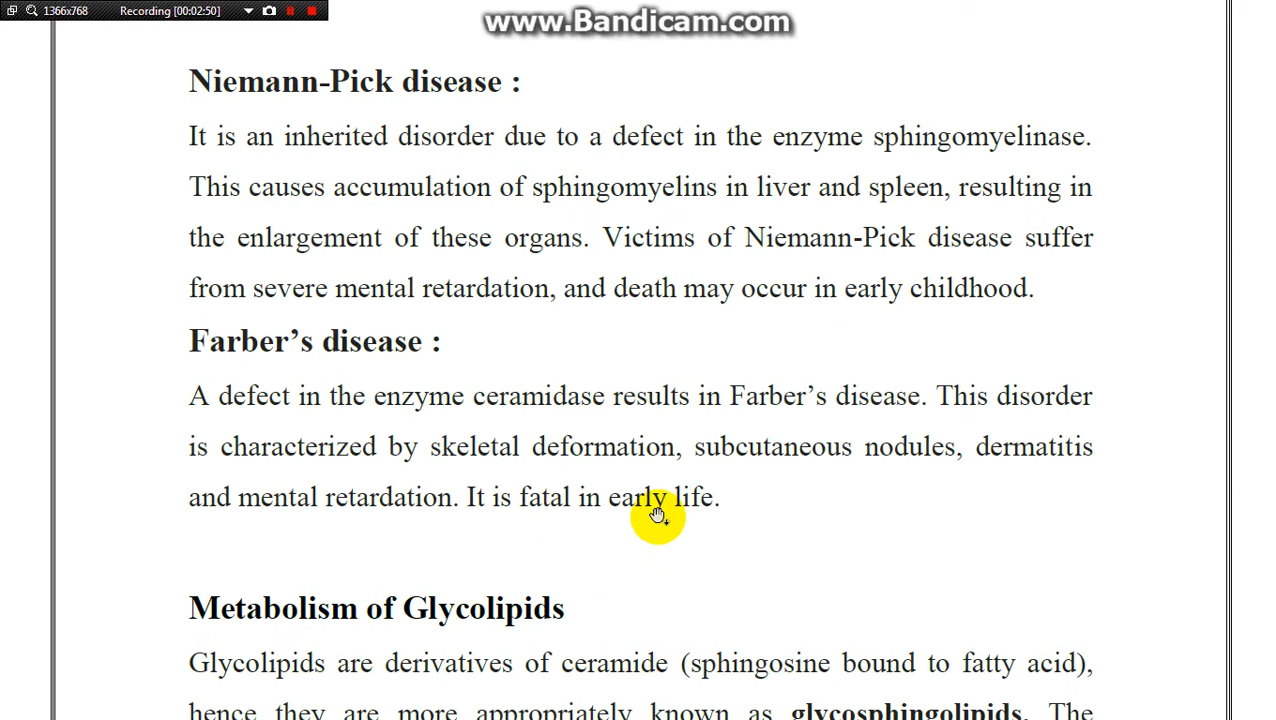 1366x768 Recording [00:02:50]
www.Bandicam.com
Niemann-Pick disease :
It is an inherited disorder due to a defect in the enzyme sphingomyelinase.
This causes accumulation of sphingomyelins in liver and spleen, resulting in
the enlargement of these organs. Victims of Niemann-Pick disease suffer
from severe mental retardation, and death may occur in early childhood.
Farber’s disease :
A defect in the enzyme ceramidase results in Farber’s disease. This disorder
is characterized by skeletal deformation, subcutaneous nodules, dermatitis
and mental retardation. It is fatal in early life.
Metabolism of Glycolipids
Glycolipids are derivatives of ceramide (sphingosine bound to fatty acid),
hence they are more appropriately known as glycosphingolipids. The